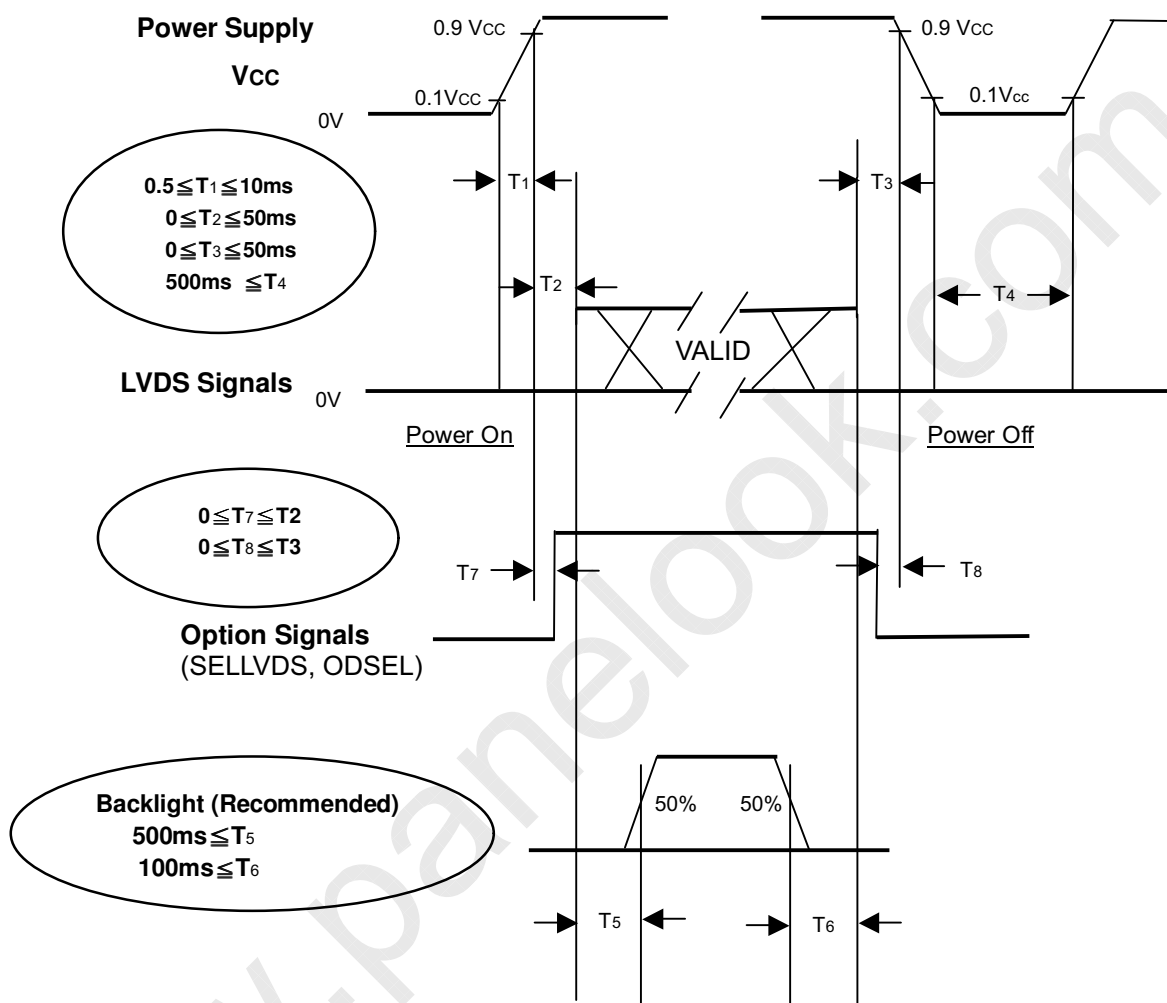 Power Supply
VCC
0.9 VCC
0.9 VCC
0.1VCC
0.1Vcc
0V
0.5≦T1≦10ms
0≦T2≦50ms
0≦T3≦50ms
500ms ≦T4
T1
T3
T2
T4
VALID
LVDS Signals
0V
Power On
Power Off
0≦T7≦T2
0≦T8≦T3
T7
T8
Option Signals
(SELLVDS, ODSEL)
Backlight (Recommended)
500ms≦T5
100ms≦T6
50%
50%
T5
T6
www.panelook.com